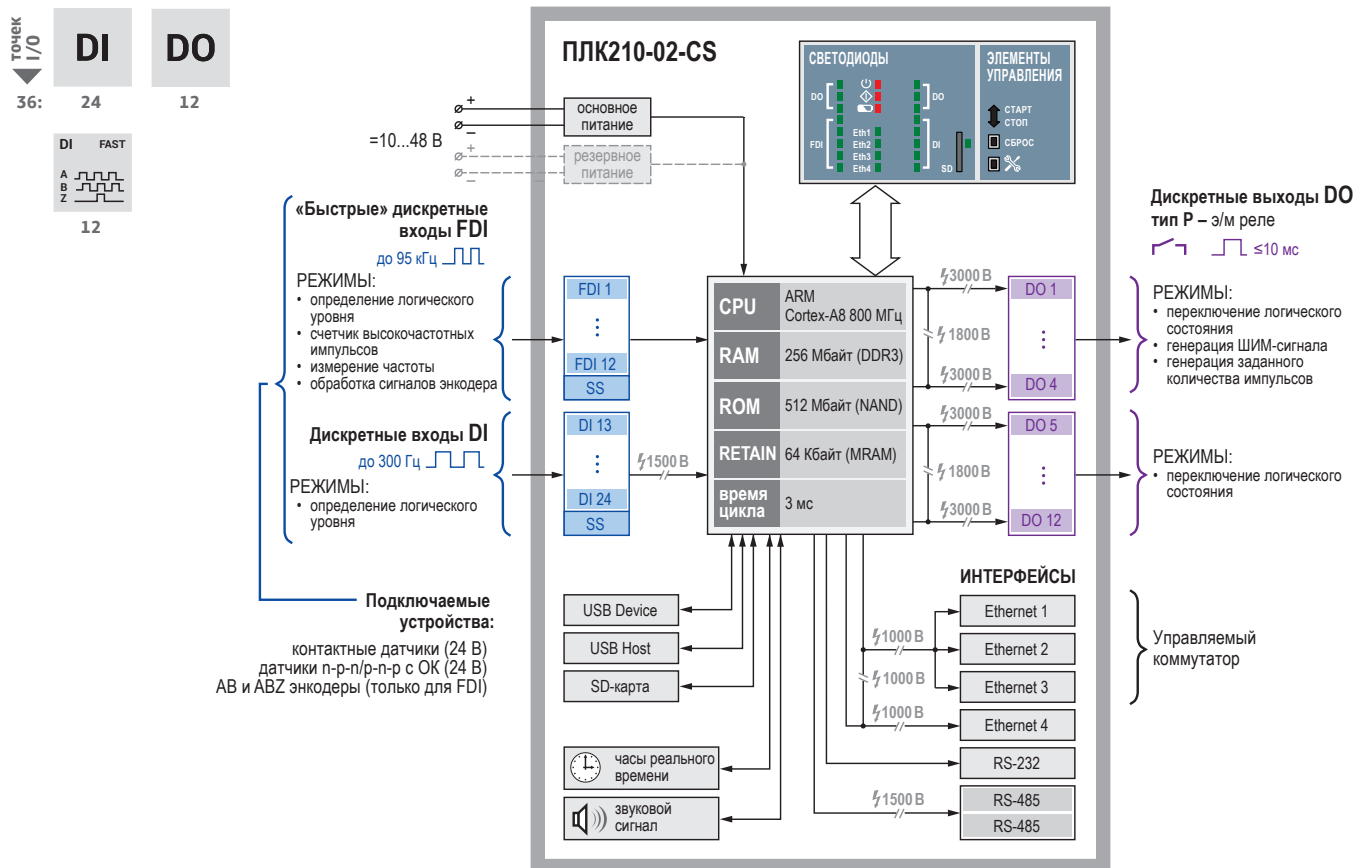 точек I/O
DI
DO
36:
24
12
DI FAST
A
B
Z
12
ПЛК210-02-CS
=10...48 В
+
–
основное
питание
+
–
резервное
питание
СВЕТОДИОДЫ
DO
DO
FDI
Eth1
Eth2
Eth3
Eth4
DI
SD
ЭЛЕМЕНТЫ
УПРАВЛЕНИЯ
СТАРТ
СТОП
СБРОС
«Быстрые» дискретные
входы FDI
до 95 кГц
РЕЖИМЫ:
• определение логического
уровня
• счетчик высокочастотных
импульсов
• измерение частоты
• обработка сигналов энкодера
Дискретные входы DI
до 300 Гц
РЕЖИМЫ:
• определение логического
уровня
Подключаемые
устройства:
контактные датчики (24 В)
датчики n-p-n/p-n-p с ОК (24 В)
AB и ABZ энкодеры (только для FDI)
FDI 1
FDI 12
SS
DI 13
DI 24
SS
1500 В
CPU
ARM
Cortex-A8 800 МГц
RAM
256 Мбайт (DDR3)
ROM
512 Мбайт (NAND)
RETAIN
64 Кбайт (MRAM)
время
цикла
3 мс
3000 В
1800 В
3000 В
3000 В
1800 В
3000 В
DO 1
DO 4
DO 5
DO 12
Дискретные выходы DO
тип Р – э/м реле
≤10 мс
РЕЖИМЫ:
• переключение логического
состояния
• генерация ШИМ-сигнала
• генерация заданного
количества импульсов
РЕЖИМЫ:
• переключение логического
состояния
USB Device
USB Host
SD-карта
часы реального
времени
звуковой
сигнал
ИНТЕРФЕЙСЫ
1000 В
1000 В
1000 В
1500 В
Ethernet 1
Ethernet 2
Ethernet 3
Ethernet 4
RS-232
RS-485
RS-485
Управляемый
коммутатор